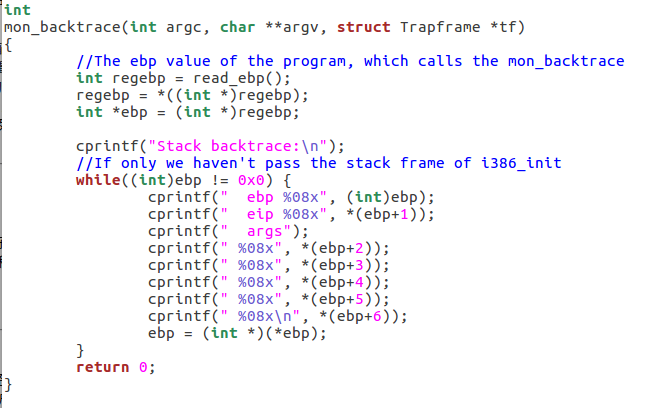 int
mon_backtrace(int argc, char **argv, struct Trapframe *tf)
{
        //The ebp value of the program, which calls the mon_backtrace
        int regebp = read_ebp();
        regebp = *((int *)regebp);
        int *ebp = (int *)regebp;

        cprintf("Stack backtrace:\n");
        //If only we haven't pass the stack frame of i386_init
        while((int)ebp != 0x0) {
                cprintf("  ebp %08x", (int)ebp);
                cprintf("  eip %08x", *(ebp+1));
                cprintf("  args");
                cprintf(" %08x", *(ebp+2));
                cprintf(" %08x", *(ebp+3));
                cprintf(" %08x", *(ebp+4));
                cprintf(" %08x", *(ebp+5));
                cprintf(" %08x\n", *(ebp+6));
                ebp = (int *)(*ebp);
        }
        return 0;
}